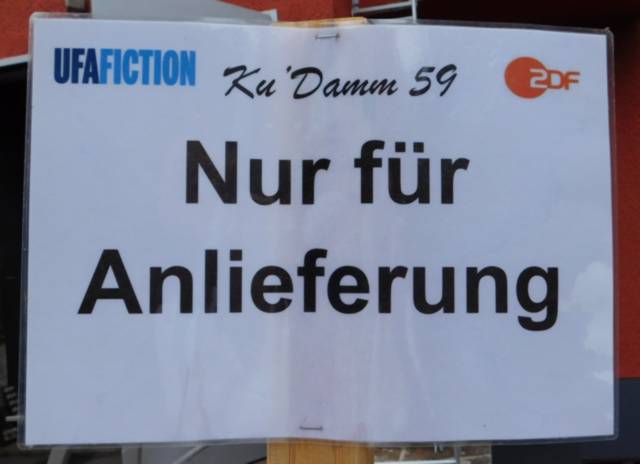 UFAFICTION Ku'Damm 59 ZDF
Nur für
Anlieferung